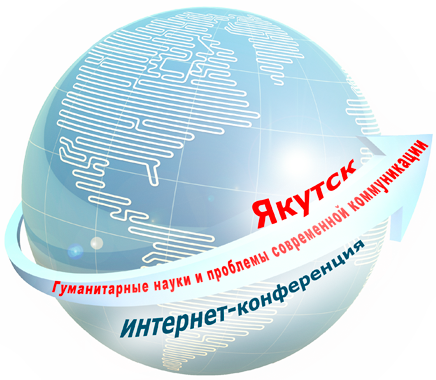 Якутск
Гуманитарные науки и проблемы современной коммуникации
интернет-конференция